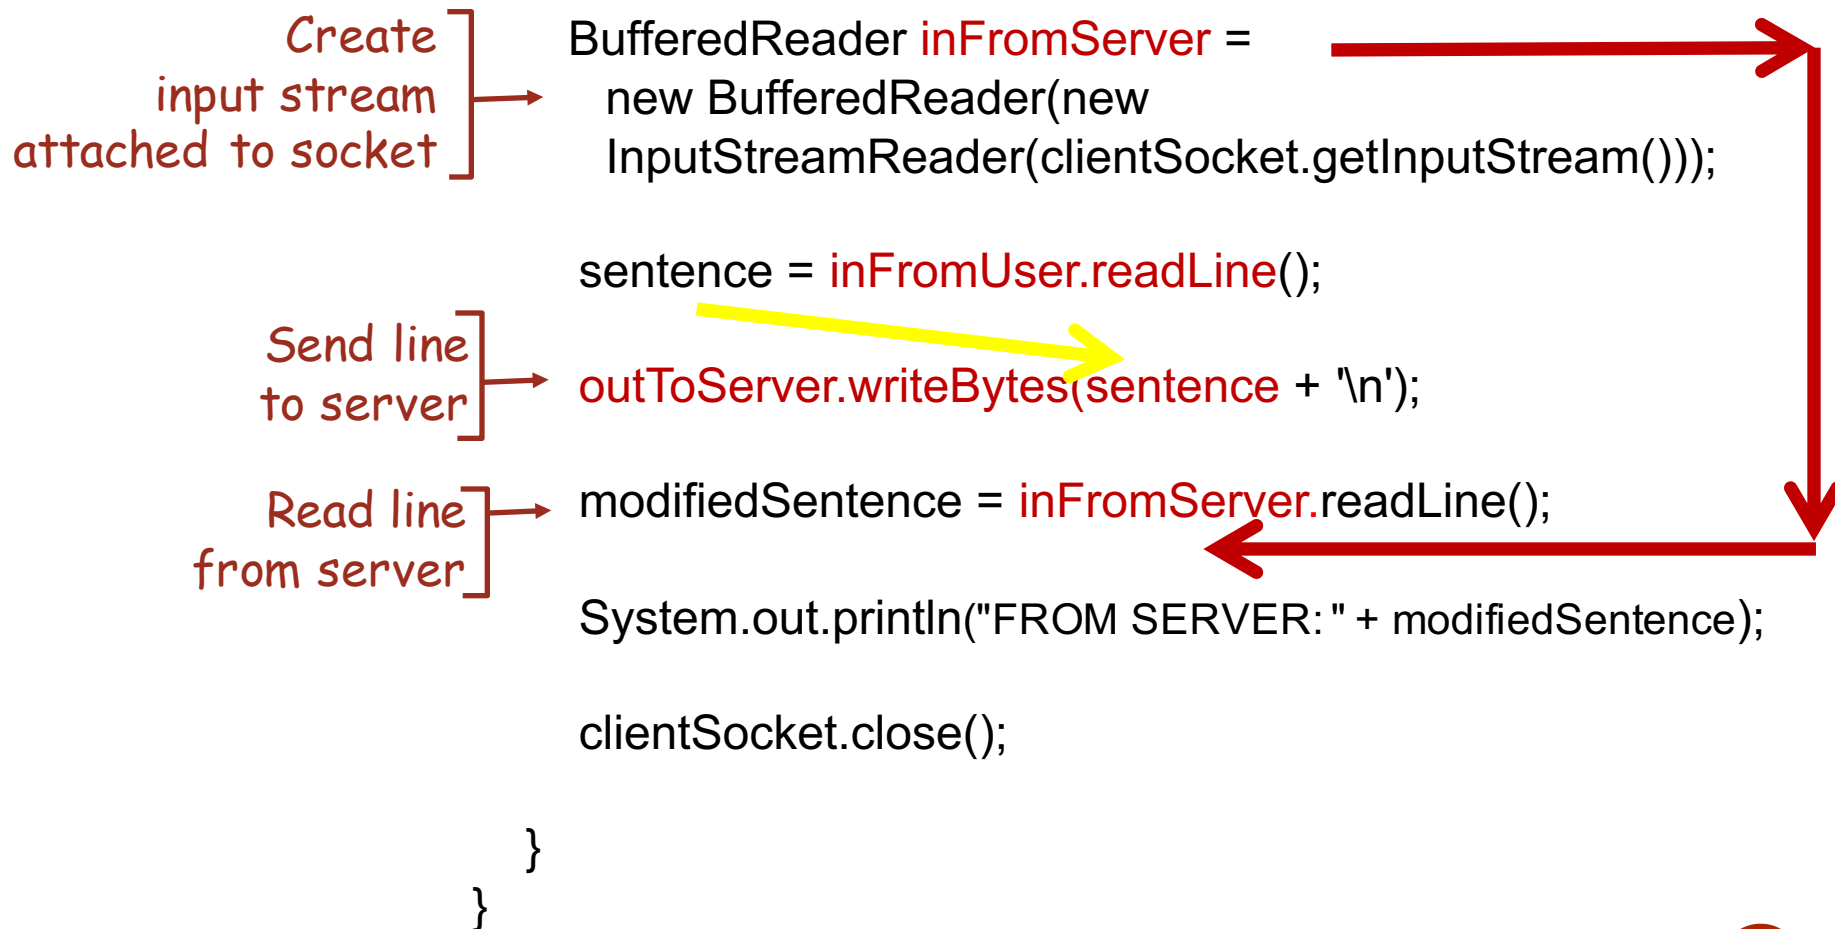 Create
input stream
attached to socket
BufferedReader inFromServer =
new BufferedReader(new
InputStreamReader(clientSocket.getInputStream()));
sentence = inFromUser.readLine();
Send line
to server
outToServer.writeBytes(sentence + '\n');
Read line
from server
modifiedSentence = inFromServer.readLine();
System.out.println("FROM SERVER: " + modifiedSentence);
clientSocket.close();
}
}